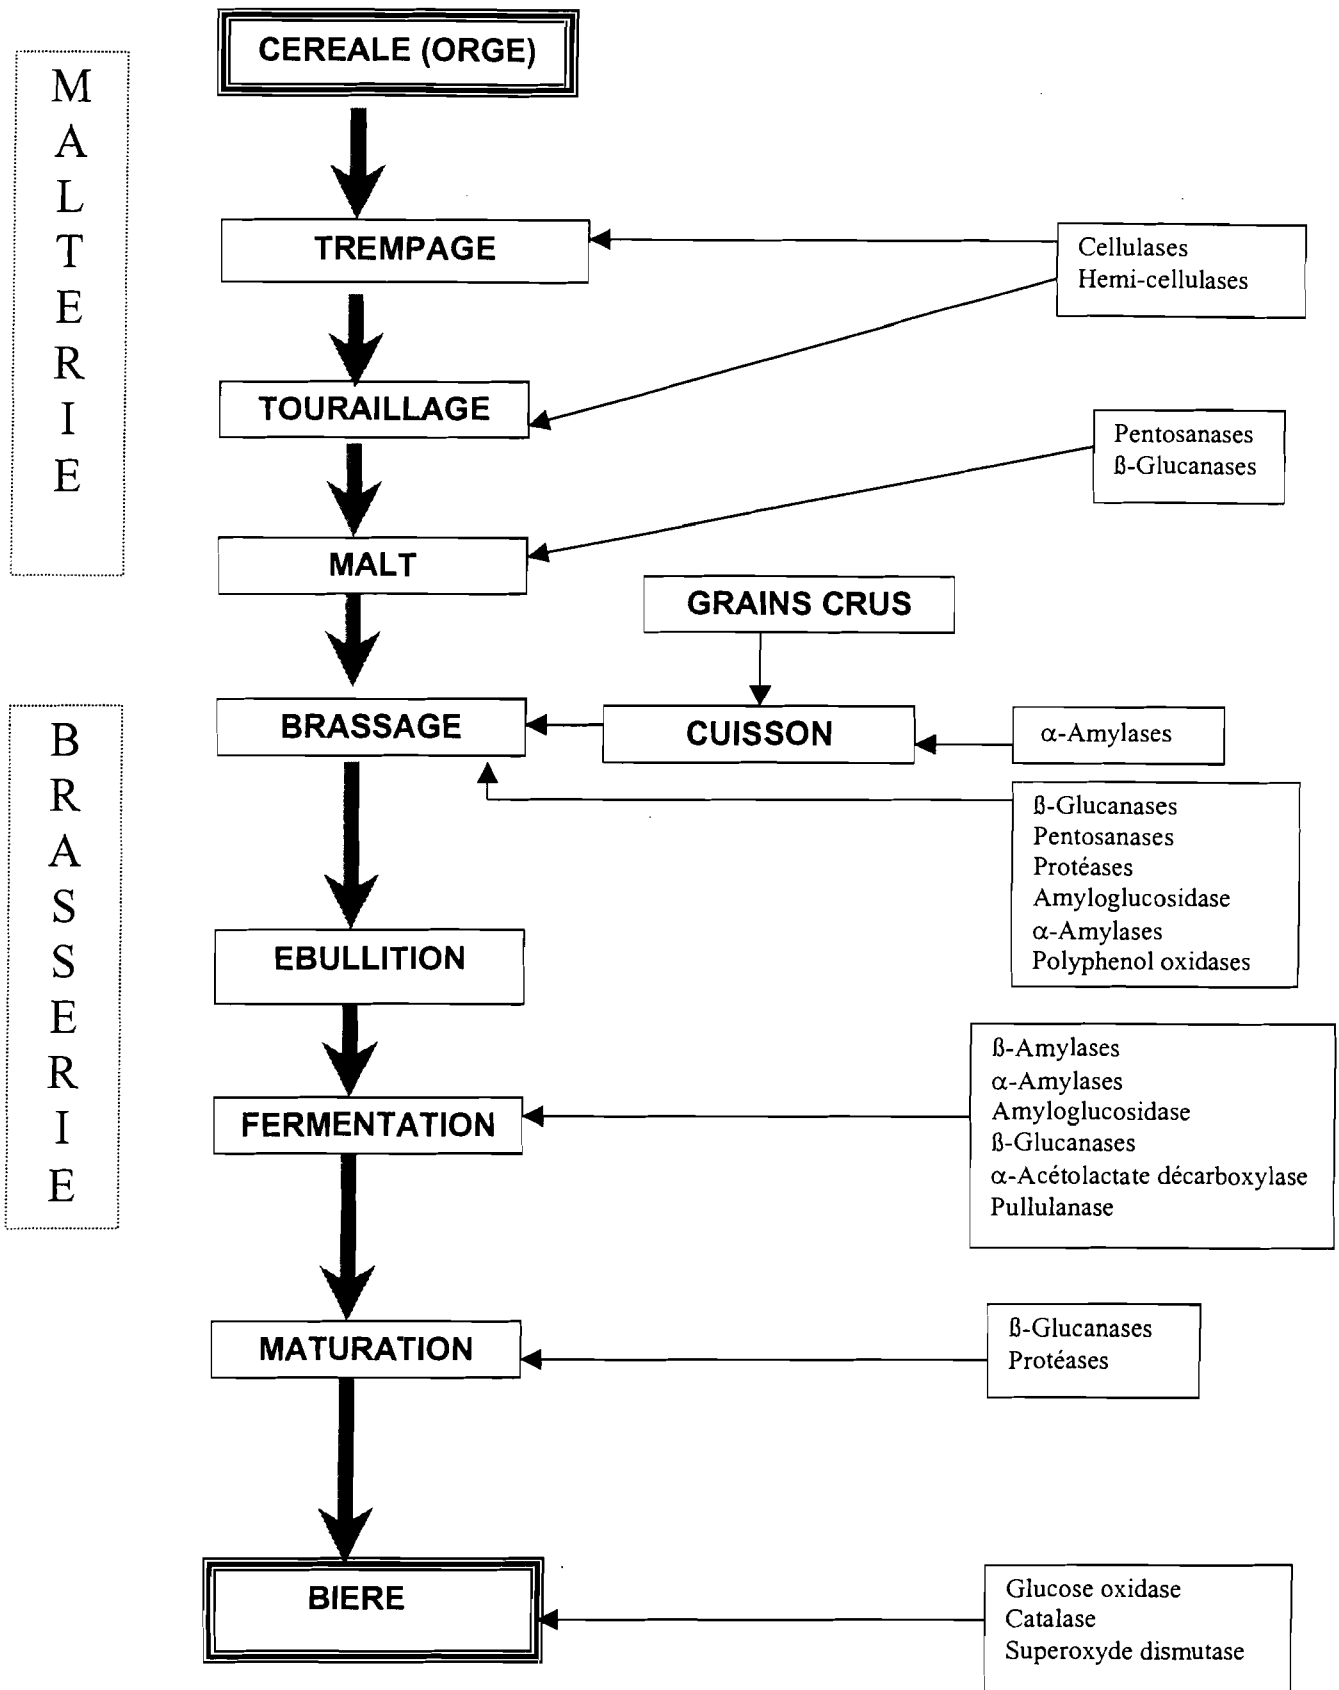 MALTERIE
CEREALE (ORGE)
TREMPAGE
Cellulases
Hemi-cellulases
TOURAILLAGE
Pentosanases
ß-Glucanases
MALT
GRAINS CRUS
BRASSERIE
BRASSAGE
CUISSON
α-Amylases
ß-Glucanases
Pentosanases
Protéases
Amyloglucosidase
α-Amylases
Polyphenol oxidases
EBULLITION
ß-Amylases
α-Amylases
Amyloglucosidase
ß-Glucanases
α-Acétolactate décarboxylase
Pullulanase
FERMENTATION
ß-Glucanases
Protéases
MATURATION
BIERE
Glucose oxidase
Catalase
Superoxyde dismutase